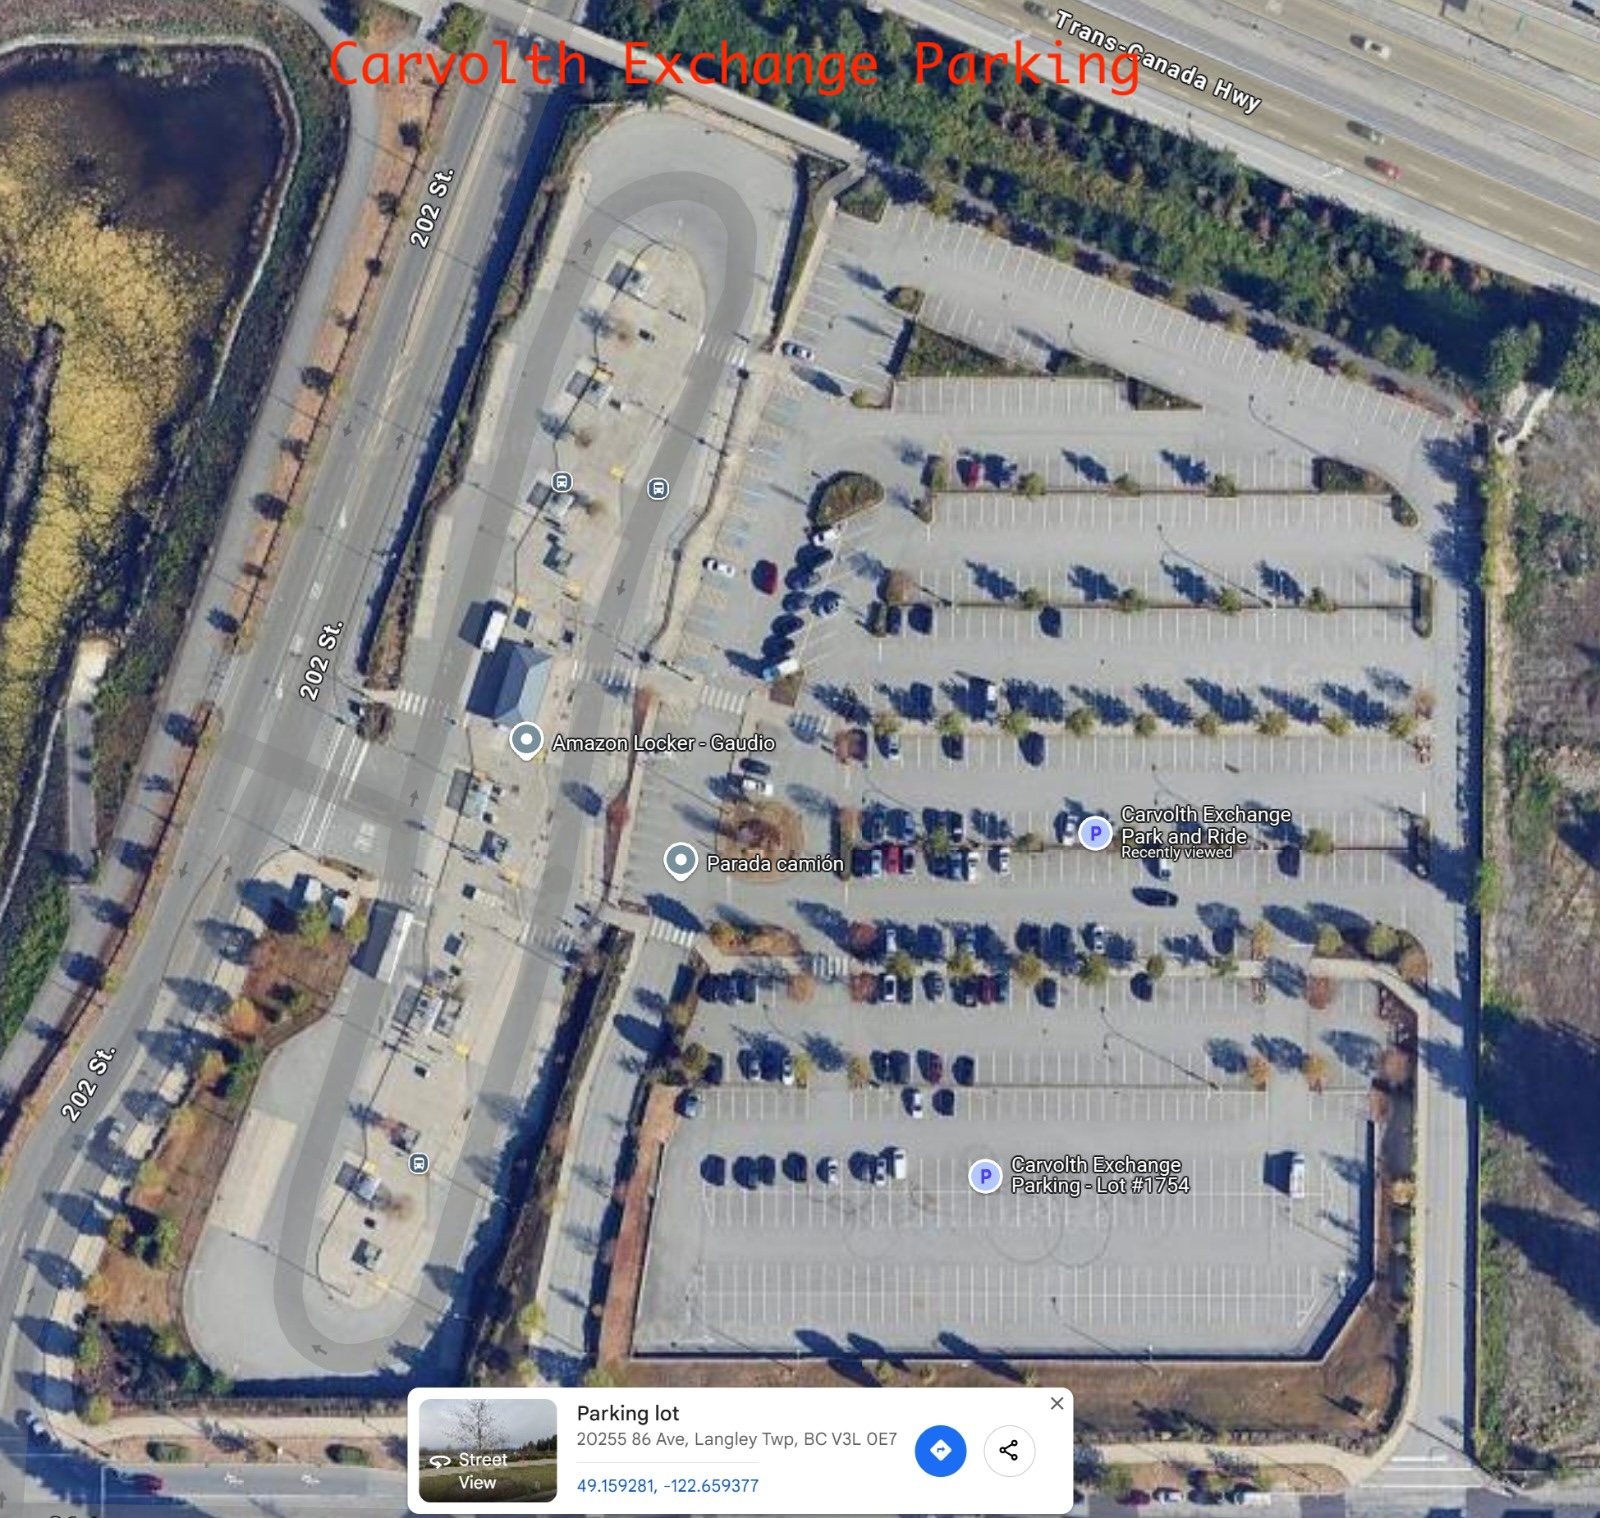 Carvolth Exchange Parking
Trans-Canada Hwy
202 St.
202 St.
Amazon Locker - Gaudio
Carvolth Exchange
Park and Ride
Recently viewed
Parada camión
202 St.
Carvolth Exchange
Parking - Lot #1754
Parking lot
20255 86 Ave, Langley Twp, BC V3L 0E7
Street
View
49.159281, -122.659377